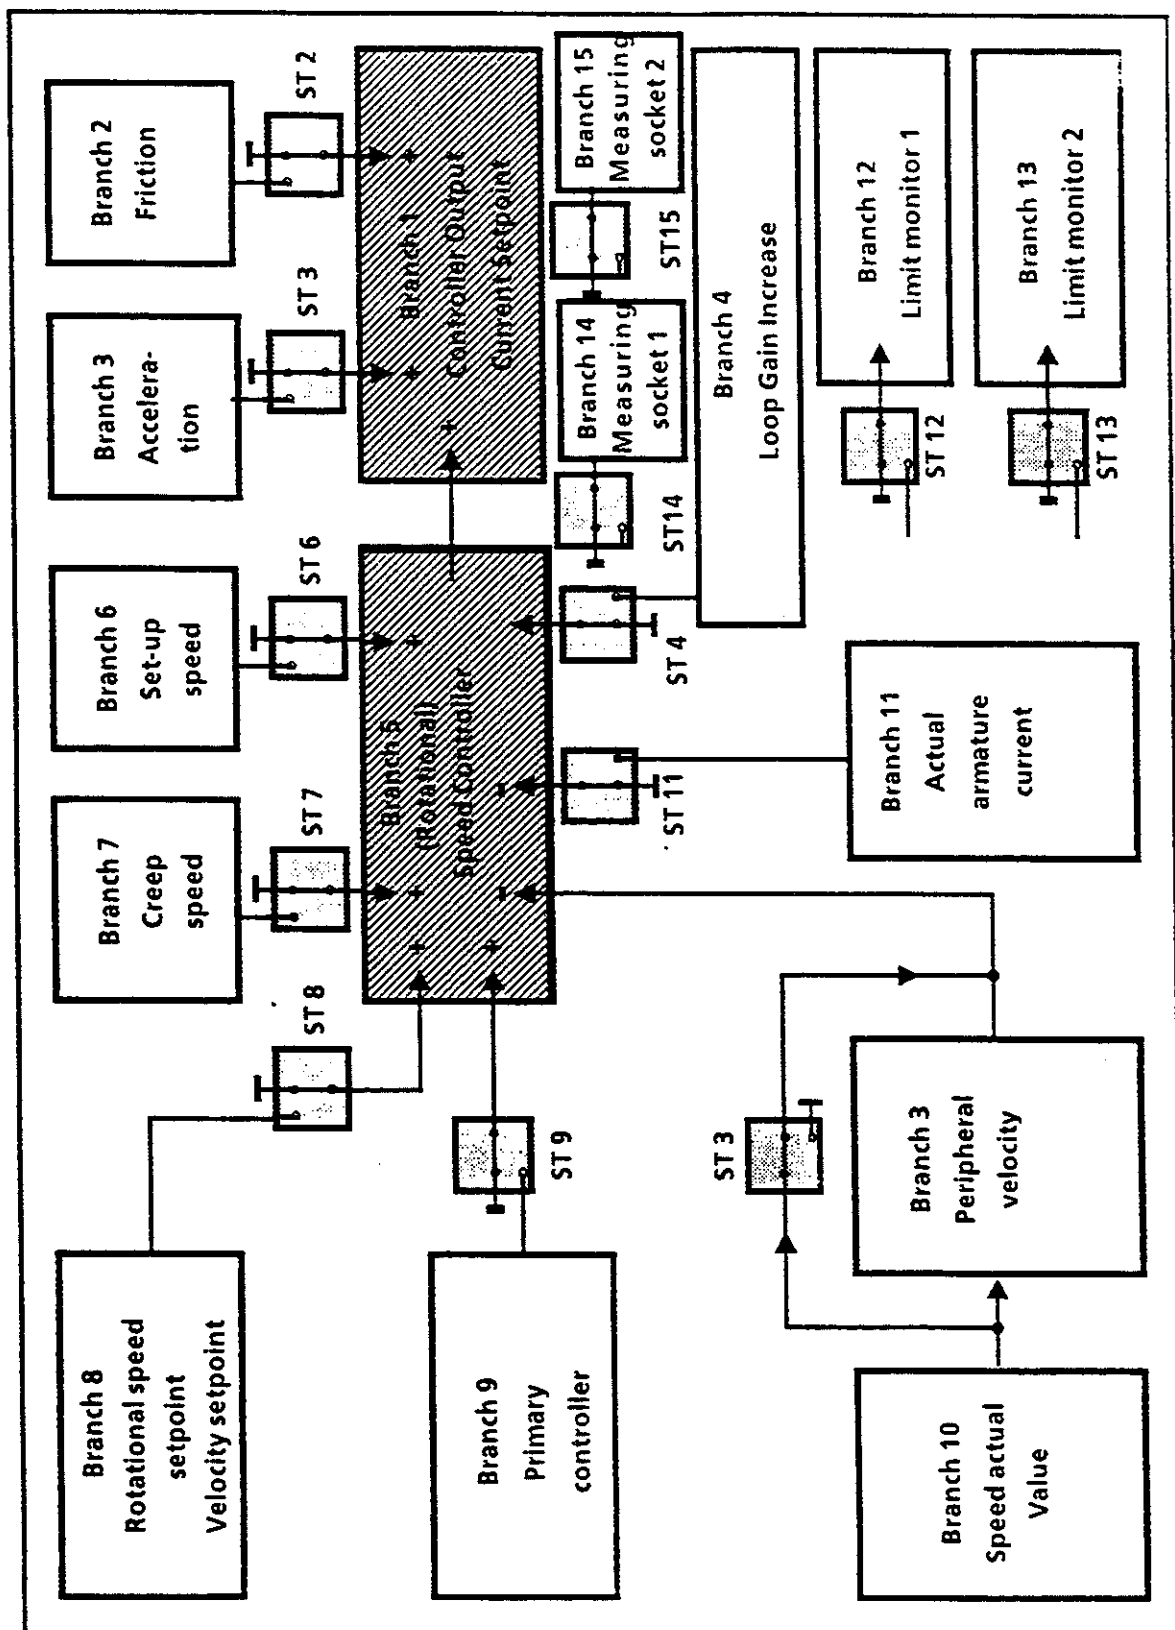 Branch 8
Rotational speed
setpoint
Velocity setpoint
ST 8
Branch 7
Creep
speed
ST 7
Branch 6
Set-up
speed
ST 6
Branch 3
Accelera-
tion
ST 3
Branch 2
Friction
ST 2
Branch 9
Primary
controller
ST 9
Branch 5
(Rotational)
Speed Controller
+
+
+
+
-
-
Branch 1
Controller Output
Current Setpoint
+
+
+
Branch 14
Measuring
socket 1
ST14
Branch 15
Measuring
socket 2
ST15
ST 11
ST 4
Branch 4
Loop Gain Increase
Branch 10
Speed actual
Value
ST 3
Branch 3
Peripheral
velocity
Branch 11
Actual
armature
current
ST 12
Branch 12
Limit monitor 1
ST 13
Branch 13
Limit monitor 2